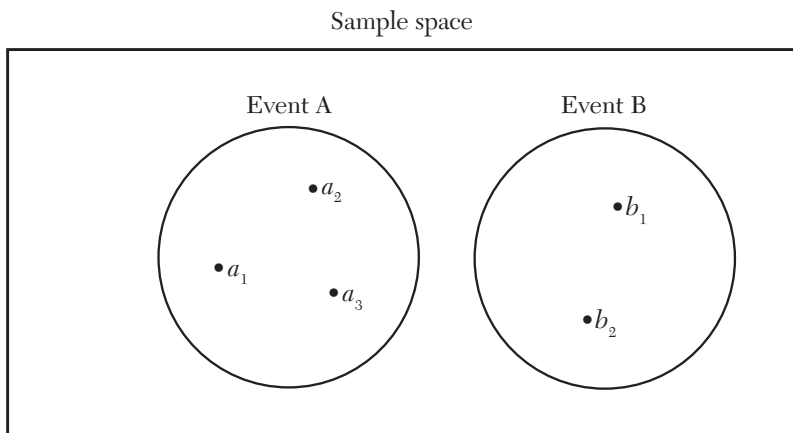 Sample space
Event A
Event B
a₂
b₁
a₁
a₃
b₂